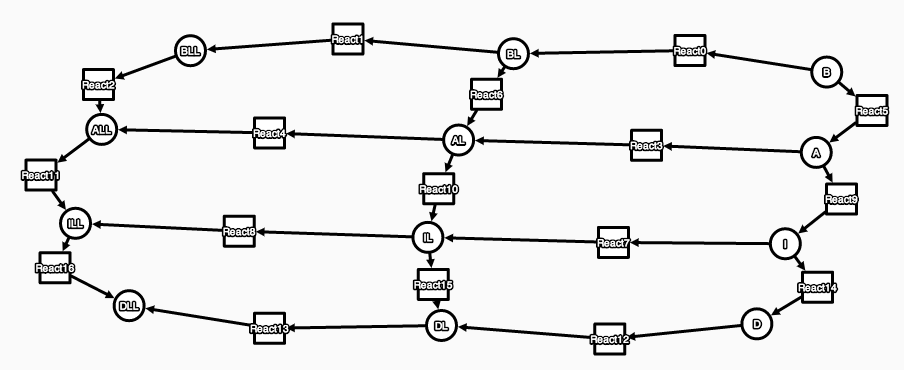 BLL
React1
BL
React0
B
React2
React6
React5
ALL
React4
AL
React3
A
React11
React10
React9
ILL
React8
IL
React7
I
React16
React15
React14
DLL
React13
DL
React12
D